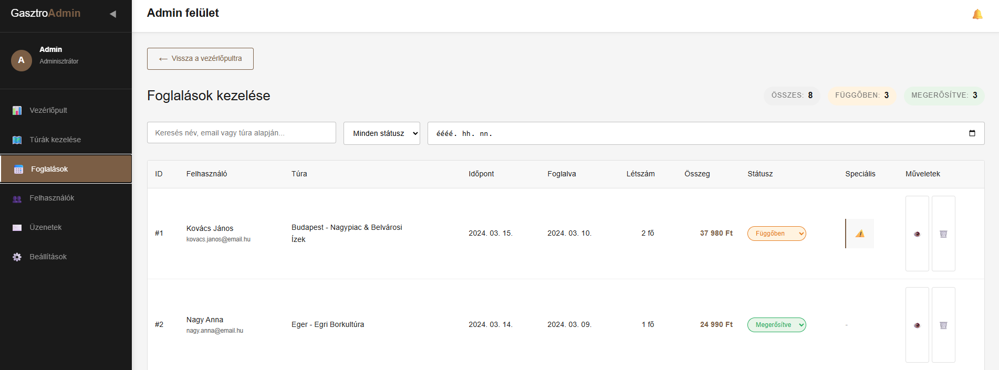 GasztroAdmin
Admin felület
A
Admin
Adminisztrátor
← Vissza a vezérlőpultra
Vezérlőpult
Túrák kezelése
Foglalások
Felhasználók
Üzenetek
Beállítások
Foglalások kezelése
ÖSSZES: 8
FÜGGŐBEN: 3
MEGERŐSÍTVE: 3
Keresés név, email vagy túra alapján...
Minden státusz
éééé. hh. nn.
ID Felhasználó Túra Időpont Foglalva Létszám Összeg Státusz Speciális Műveletek
#1
Kovács János
kovacs.janos@email.hu
Budapest - Nagypiac & Belvárosi
Ízek
2024. 03. 15.
2024. 03. 10.
2 fő
37 980 Ft
Függőben
#2
Nagy Anna
nagy.anna@email.hu
Eger - Egri Borkultúra
2024. 03. 14.
2024. 03. 09.
1 fő
24 990 Ft
Megerősítve
-